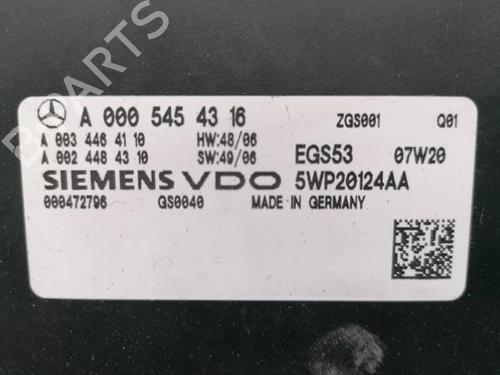 A 000 545 43 16 ZGS001 Q01
A 003 446 41 10 HW:48/06
A 002 448 43 10 SW:49/06 EGS53 07W20
SIEMENS VDO 5WP20124AA
000472796 GS0040 MADE IN GERMANY
BPARTS